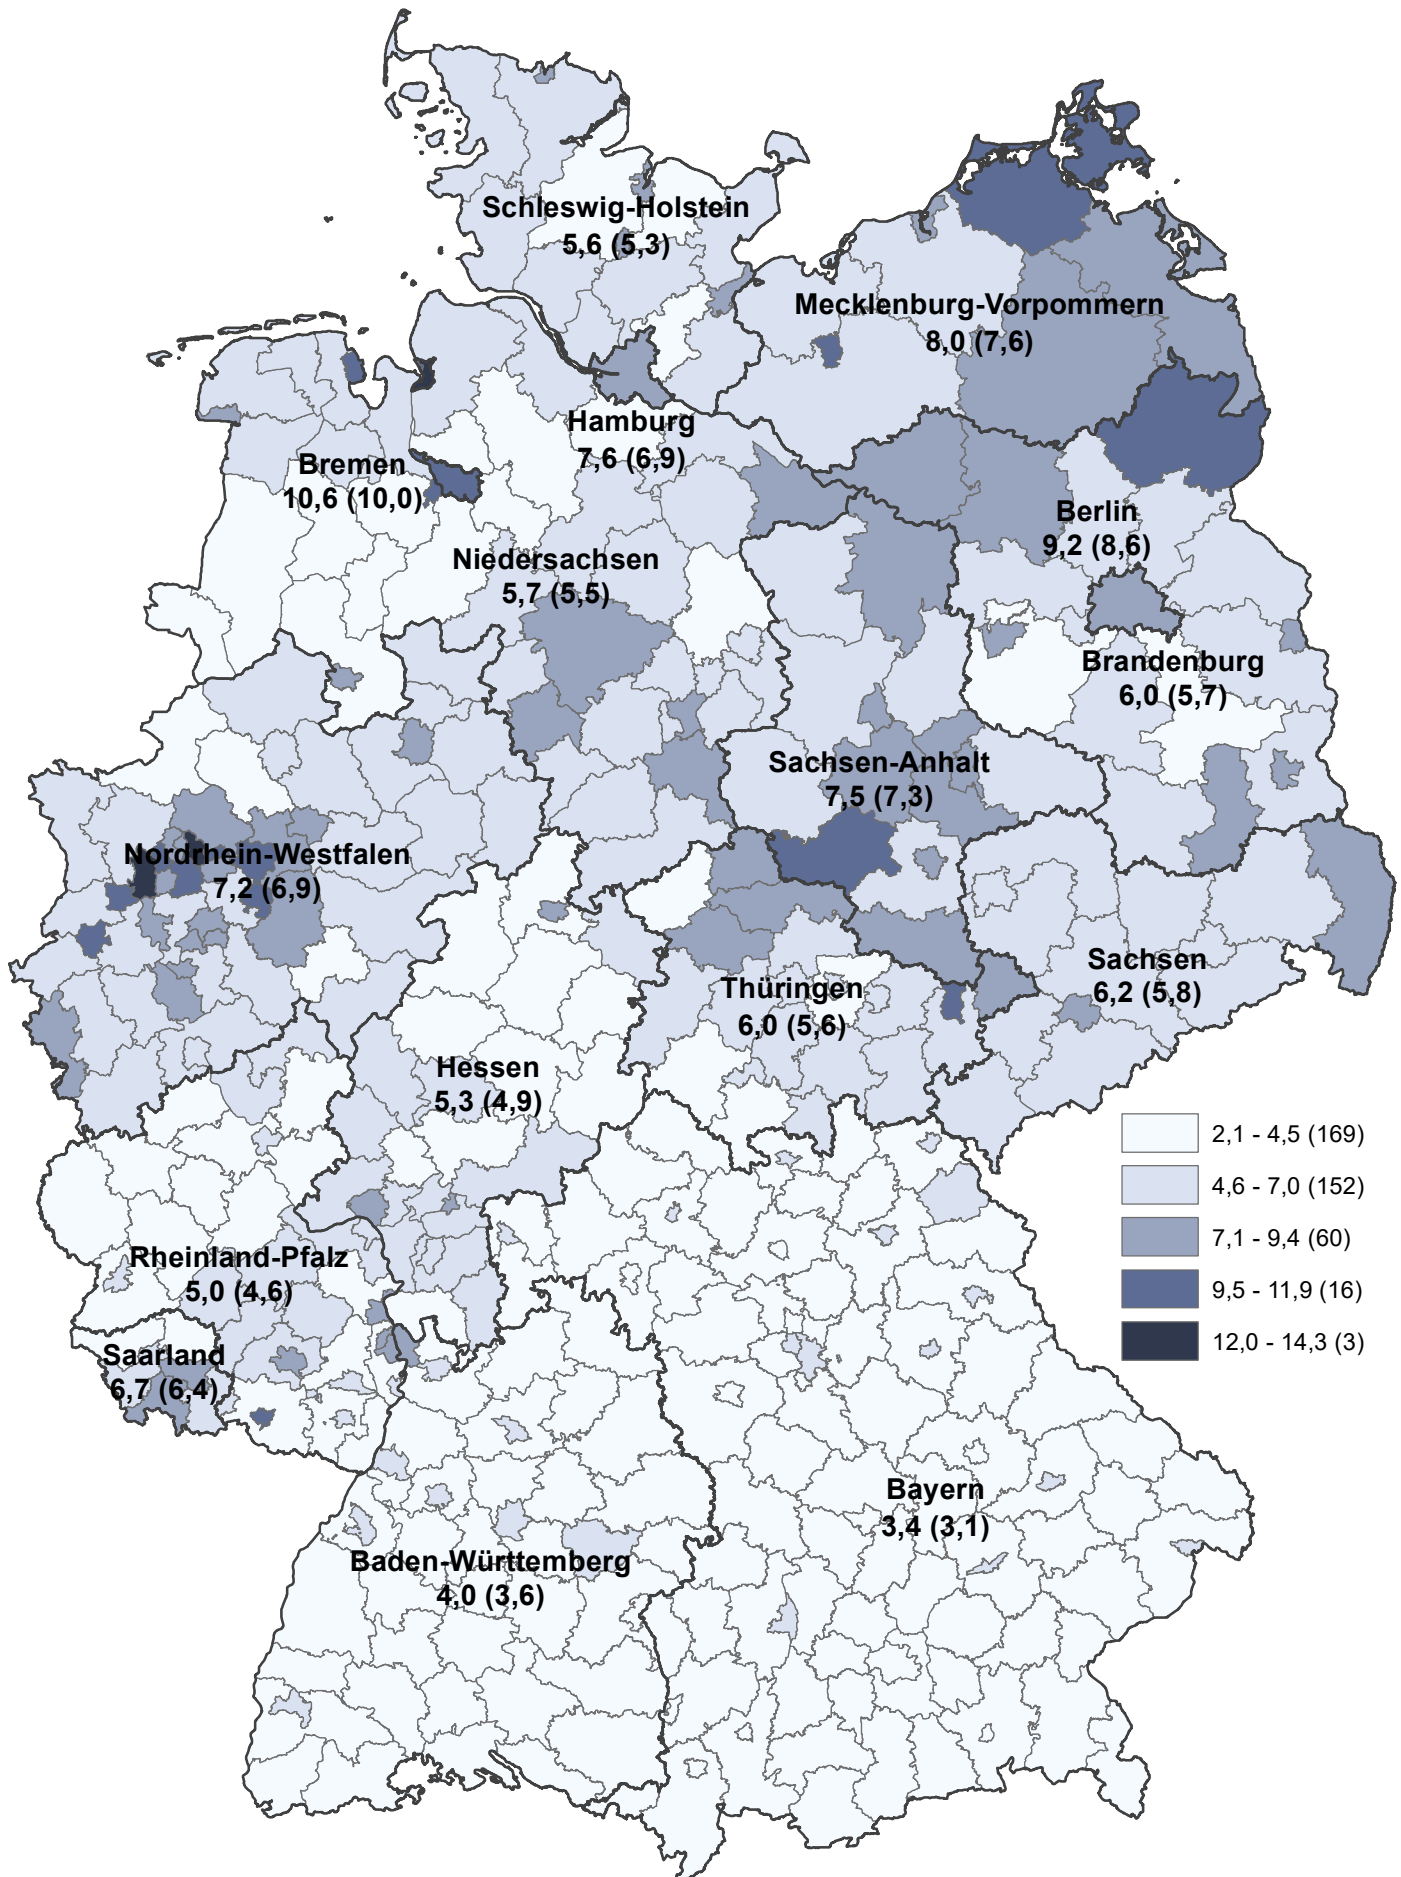 Schleswig-Holstein
5,6 (5,3)
Mecklenburg-Vorpommern
8,0 (7,6)
Hamburg
7,6 (6,9)
Bremen
10,6 (10,0)
Berlin
9,2 (8,6)
Niedersachsen
5,7 (5,5)
Brandenburg
6,0 (5,7)
Sachsen-Anhalt
7,5 (7,3)
Nordrhein-Westfalen
7,2 (6,9)
Sachsen
6,2 (5,8)
Thüringen
6,0 (5,6)
Hessen
5,3 (4,9)
2,1 - 4,5 (169)
4,6 - 7,0 (152)
7,1 - 9,4 (60)
9,5 - 11,9 (16)
12,0 - 14,3 (3)
Rheinland-Pfalz
5,0 (4,6)
Saarland
6,7 (6,4)
Bayern
3,4 (3,1)
Baden-Württemberg
4,0 (3,6)